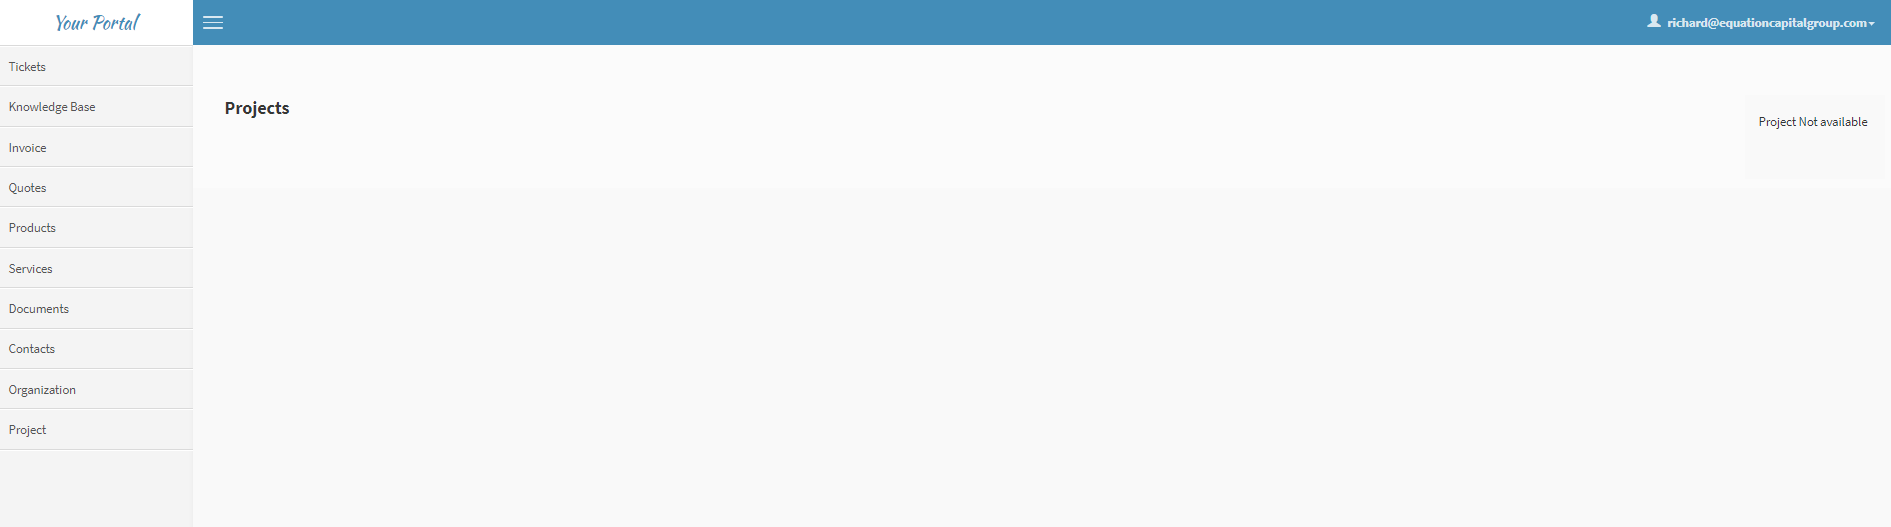 Your Portal
richard@equationcapitalgroup.com
Tickets
Knowledge Base
Invoice
Quotes
Products
Services
Documents
Contacts
Organization
Project
Projects
Project Not available